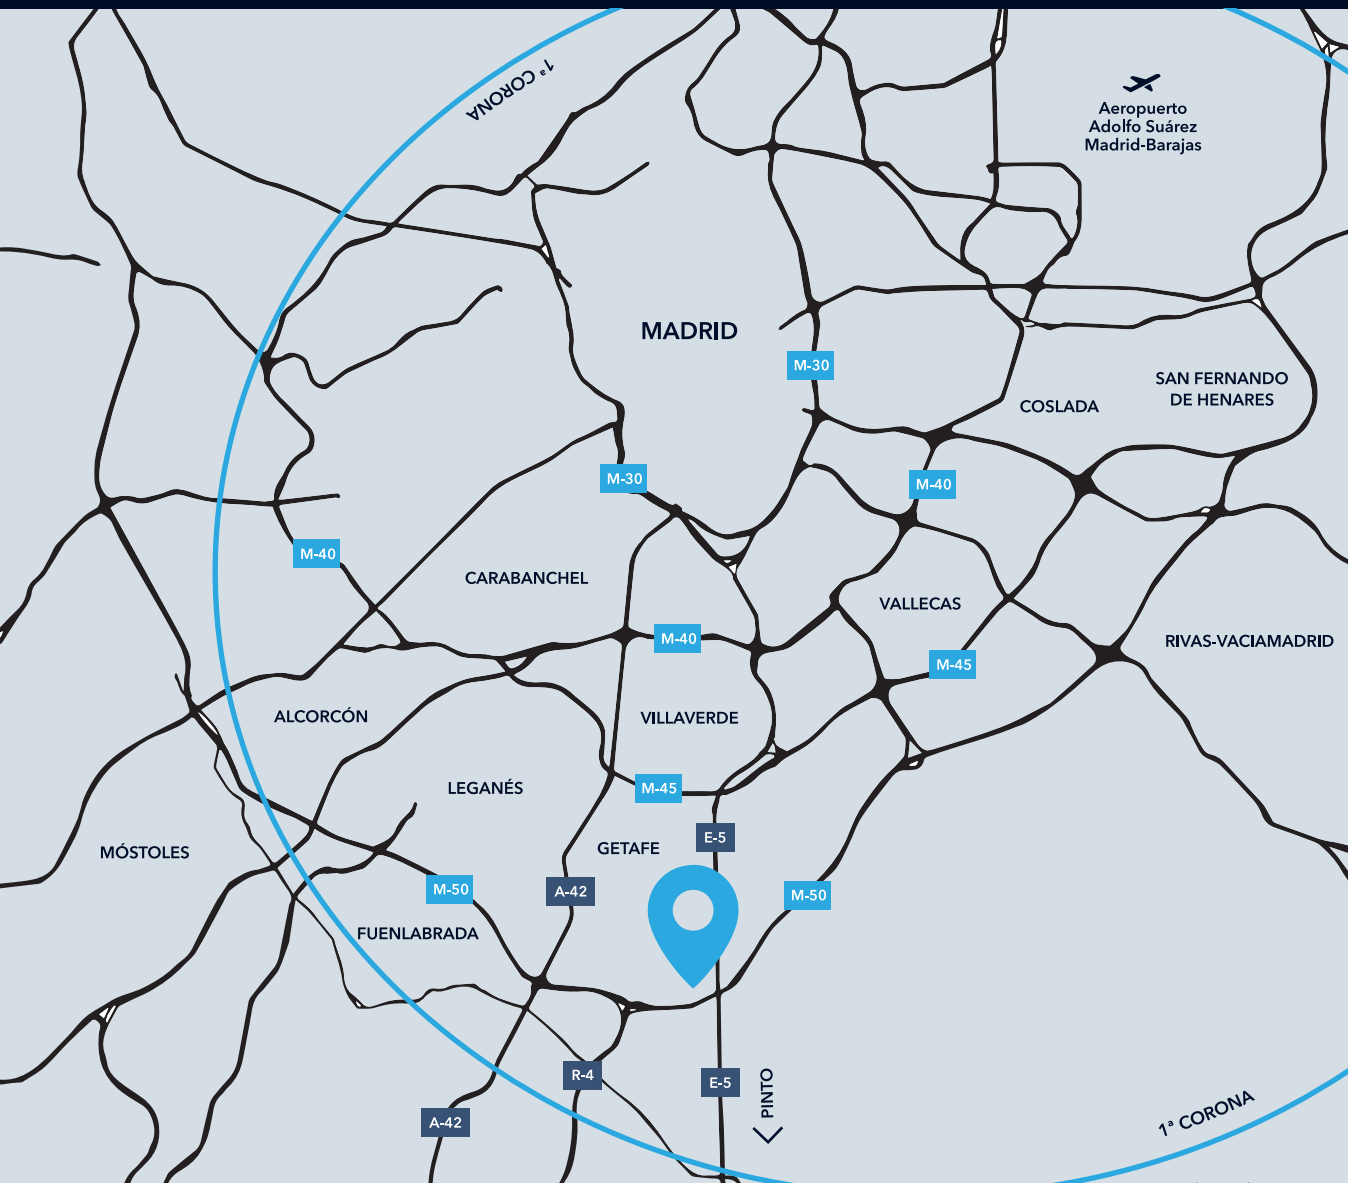 1ª CORONA
Aeropuerto
Adolfo Suárez
Madrid-Barajas
MADRID
M-30
SAN FERNANDO
DE HENARES
COSLADA
M-30
M-40
M-40
CARABANCHEL
VALLECAS
M-40
RIVAS-VACIAMADRID
M-45
ALCORCÓN
VILLAVERDE
LEGANÉS
M-45
E-5
GETAFE
MÓSTOLES
M-50
A-42
M-50
FUENLABRADA
R-4
E-5
PINTO
1ª CORONA
A-42